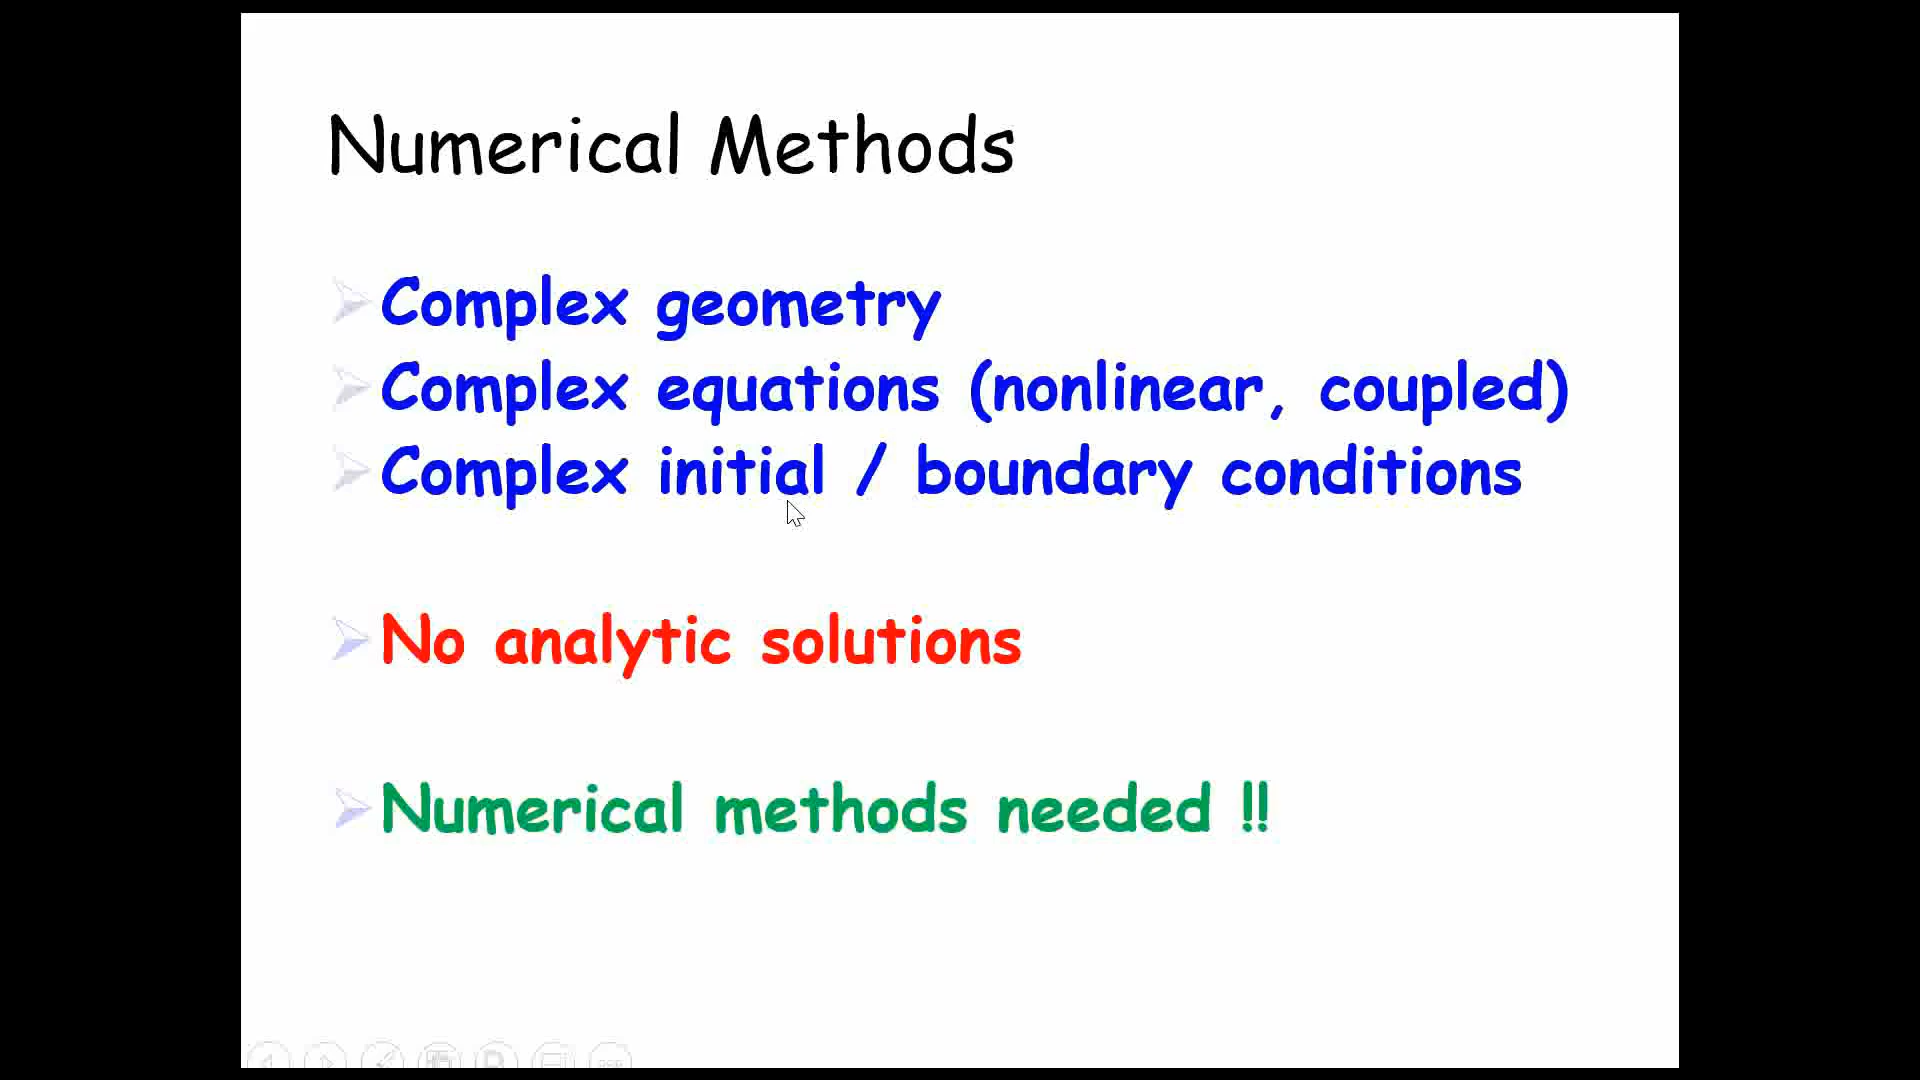 Numerical Methods
Complex geometry
Complex equations (nonlinear, coupled)
Complex initial / boundary conditions
No analytic solutions
Numerical methods needed !!